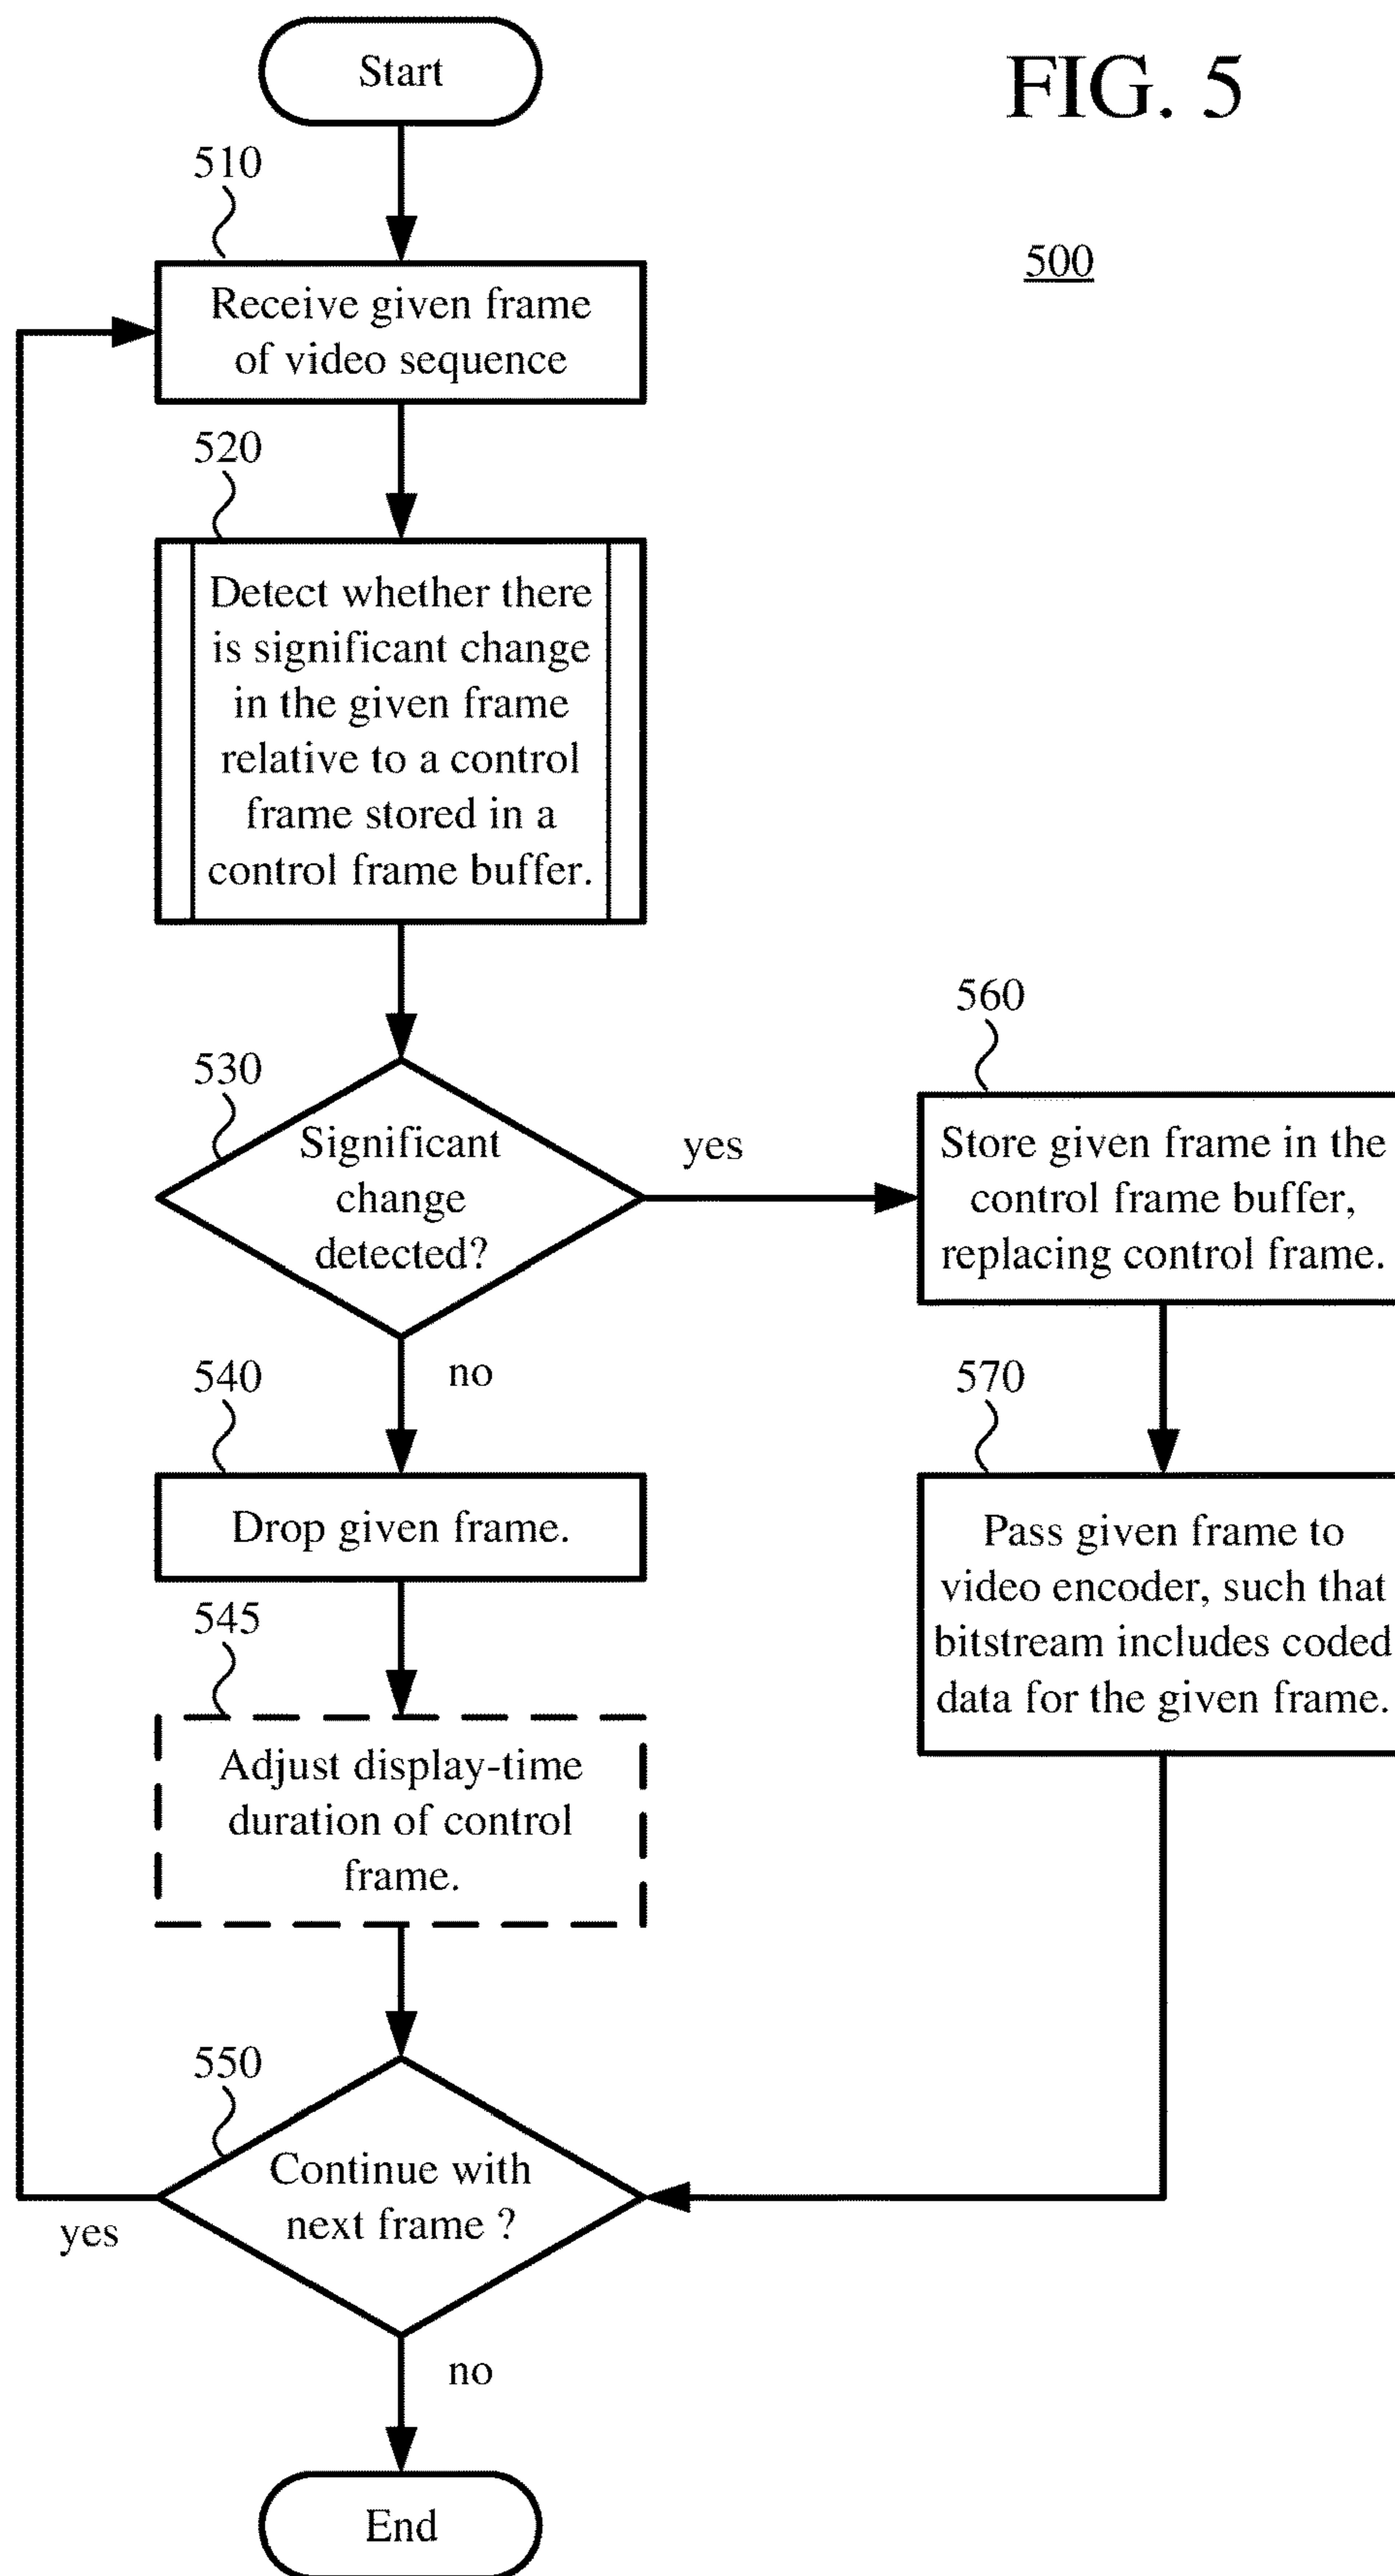 FIG. 5
500
Start
510
Receive given frame
of video sequence
520
Detect whether there
is significant change
in the given frame
relative to a control
frame stored in a
control frame buffer.
530
Significant
change
detected?
yes
no
560
Store given frame in the
control frame buffer,
replacing control frame.
570
Pass given frame to
video encoder, such that
bitstream includes coded
data for the given frame.
540
Drop given frame.
545
Adjust display-time
duration of control
frame.
550
Continue with
next frame ?
yes
no
End